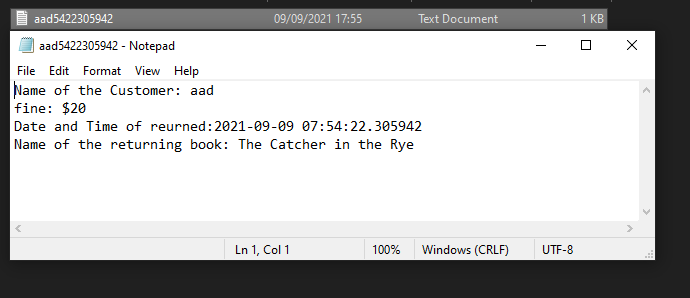 aad5422305942 09/09/2021 17:55 Text Document 1 KB
aad5422305942 - Notepad
File Edit Format View Help
Name of the Customer: aad
fine: $20
Date and Time of reurned:2021-09-09 07:54:22.305942
Name of the returning book: The Catcher in the Rye
Ln 1, Col 1 100% Windows (CRLF) UTF-8